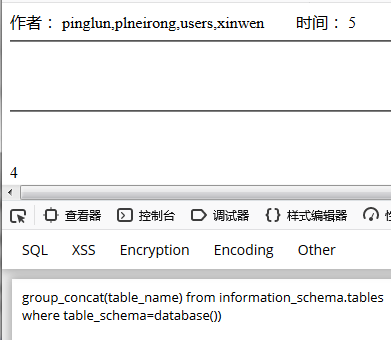 作者： pinglun,plneirong,users,xinwen 时间： 5
4
查看器 控制台 调试器 {} 样式编辑器
SQL XSS Encryption Encoding Other
group_concat(table_name) from information_schema.tables
where table_schema=database())